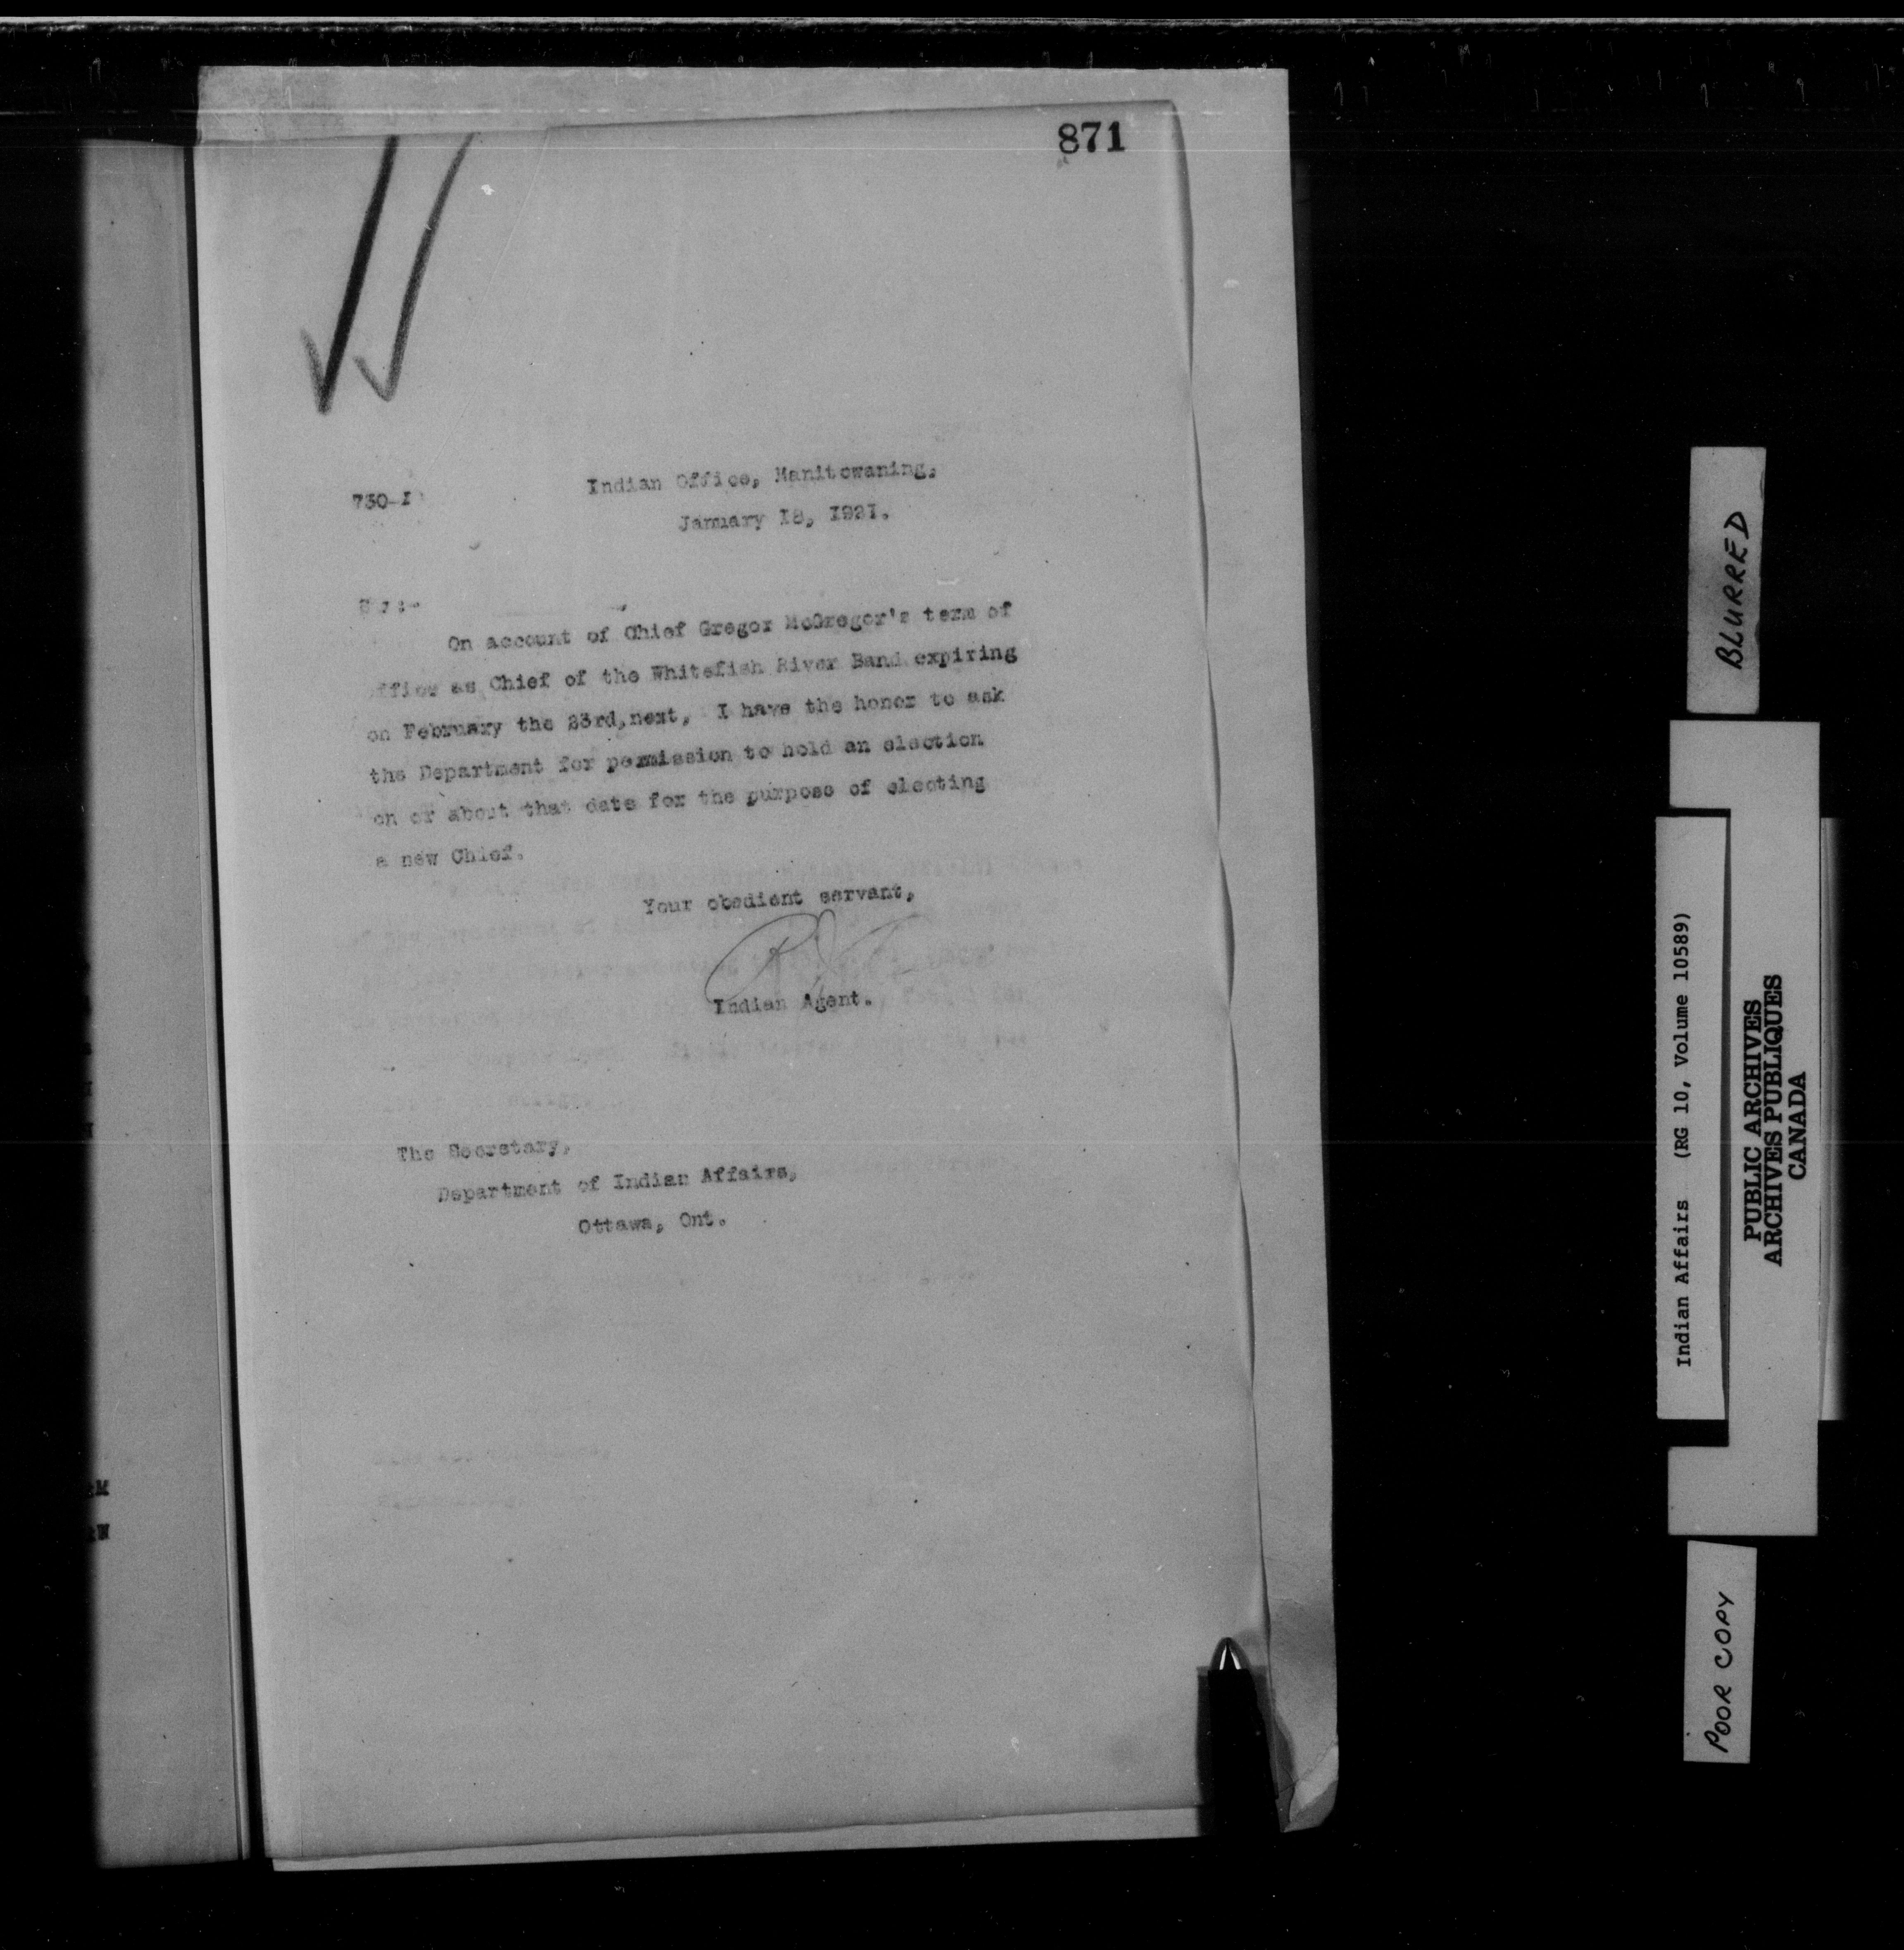 871
730-I
Indian Office, Manitowaning,
January 18, 1921.
Sir:-
On account of Chief Gregor McGregor's term of
office as Chief of the Whitefish River Band expiring
on February the 23rd,next, I have the honor to ask
the Department for permission to hold an election
on or about that date for the purpose of electing
a new Chief.
Your obedient servant,
Indian Agent.
The Secretary,
Department of Indian Affairs,
Ottawa, Ont.
BLURRED
Indian Affairs (RG 10, Volume 10589)
PUBLIC ARCHIVES
ARCHIVES PUBLIQUES
CANADA
POOR COPY